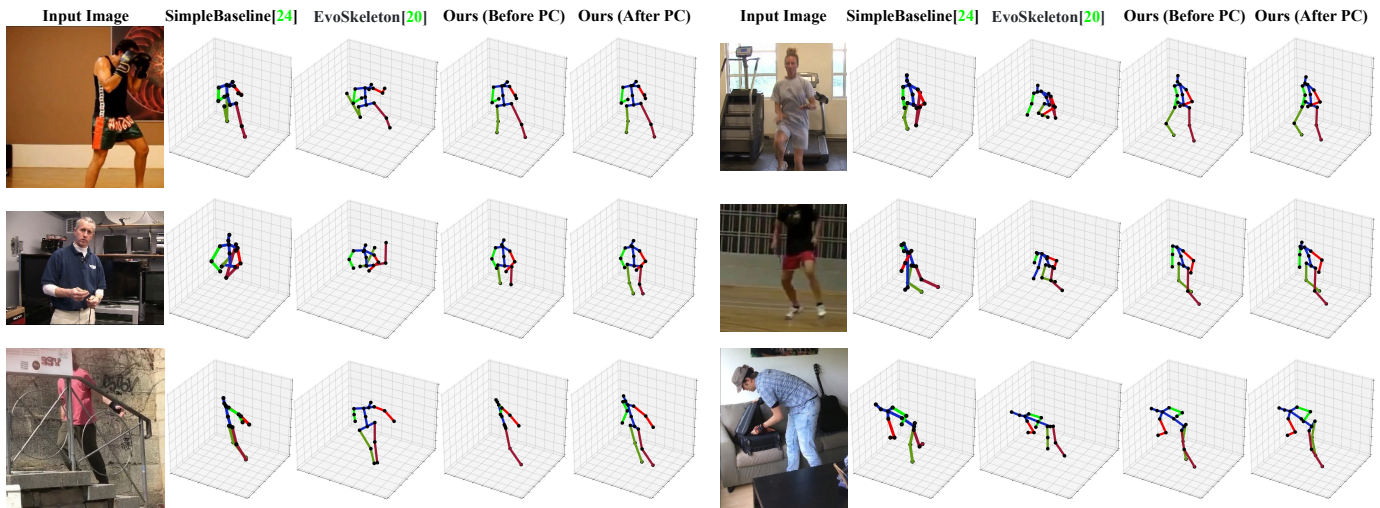 Input Image SimpleBaseline[24] EvoSkeleton[20] Ours (Before PC) Ours (After PC) Input Image SimpleBaseline[24] EvoSkeleton[20] Ours (Before PC) Ours (After PC)